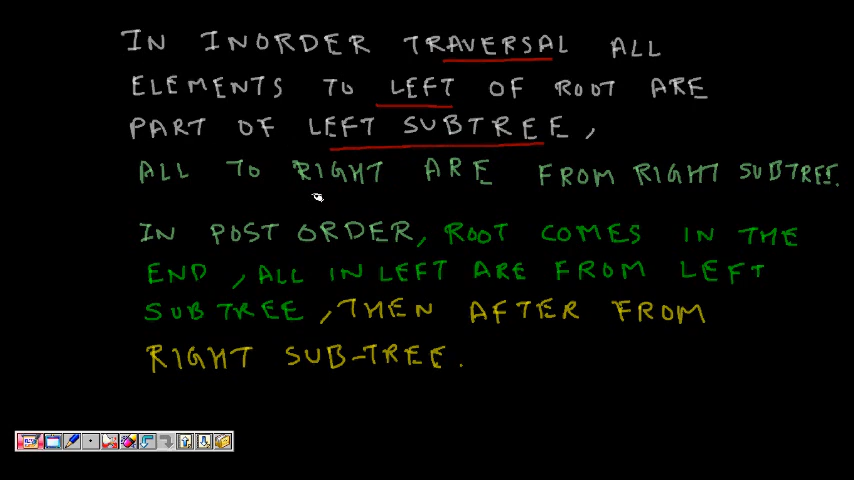 IN INORDER TRAVERSAL ALL
ELEMENTS TO LEFT OF ROOT ARE
PART OF LEFT SUBTREE,
ALL TO RIGHT ARE FROM RIGHT SUBTREE.
IN POST ORDER, ROOT COMES IN THE
END, ALL IN LEFT ARE FROM LEFT
SUBTREE, THEN AFTER FROM
RIGHT SUB-TREE.